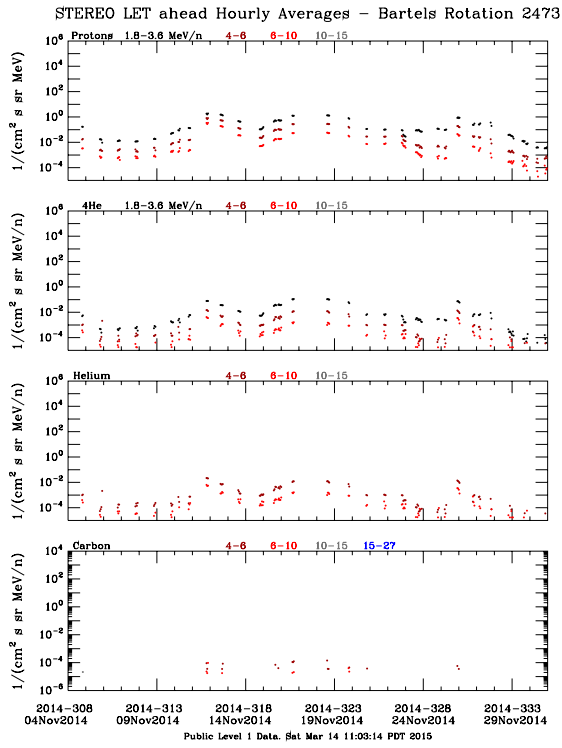 STEREO LET ahead Hourly Averages - Bartels Rotation 2473
Protons 1.8-3.6 MeV/n 4-6 6-10 10-15
1/(cm² s sr MeV)
10⁶
10⁴
10²
10⁰
10⁻²
10⁻⁴
4He 1.8-3.6 MeV/n 4-6 6-10 10-15
1/(cm² s sr MeV/n)
10⁶
10⁴
10²
10⁰
10⁻²
10⁻⁴
Helium 4-6 6-10 10-15
1/(cm² s sr MeV/n)
10⁶
10⁴
10²
10⁰
10⁻²
10⁻⁴
Carbon 4-6 6-10 10-15 15-27
1/(cm² s sr MeV/n)
10⁴
10²
10⁰
10⁻²
10⁻⁴
10⁻⁶
2014-308 2014-313 2014-318 2014-323 2014-328 2014-333
04Nov2014 09Nov2014 14Nov2014 19Nov2014 24Nov2014 29Nov2014
Public Level 1 Data. Sat Mar 14 11:03:14 PDT 2015